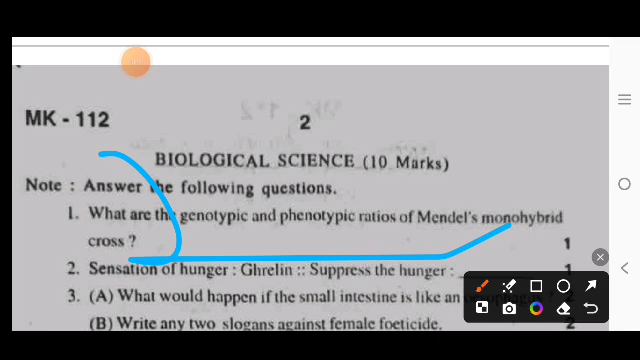 MK - 112
2
BIOLOGICAL SCIENCE (10 Marks)
Note : Answer the following questions.
1. What are the genotypic and phenotypic ratios of Mendel's monohybrid
cross ? 1
2. Sensation of hunger : Ghrelin :: Suppress the hunger : 1
3. (A) What would happen if the small intestine is like an
(B) Write any two slogans against female foeticide. 2